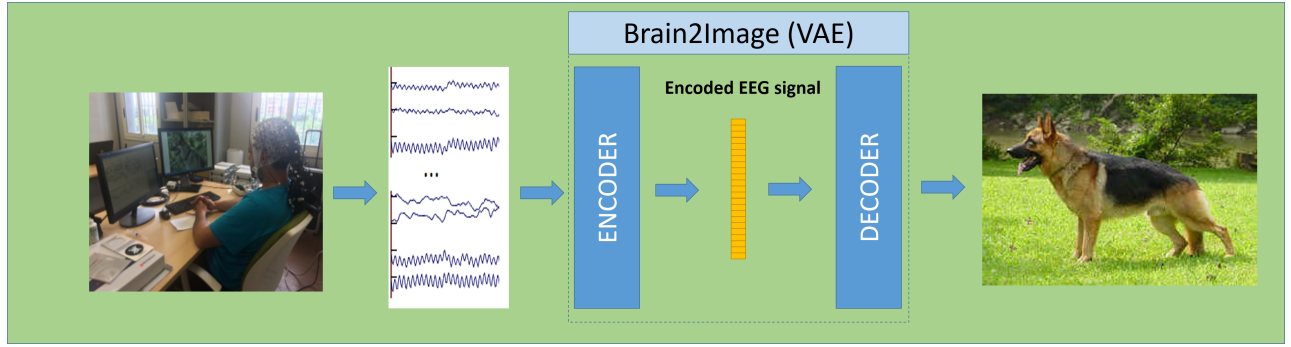 Brain2Image (VAE)
Encoded EEG signal
ENCODER
DECODER